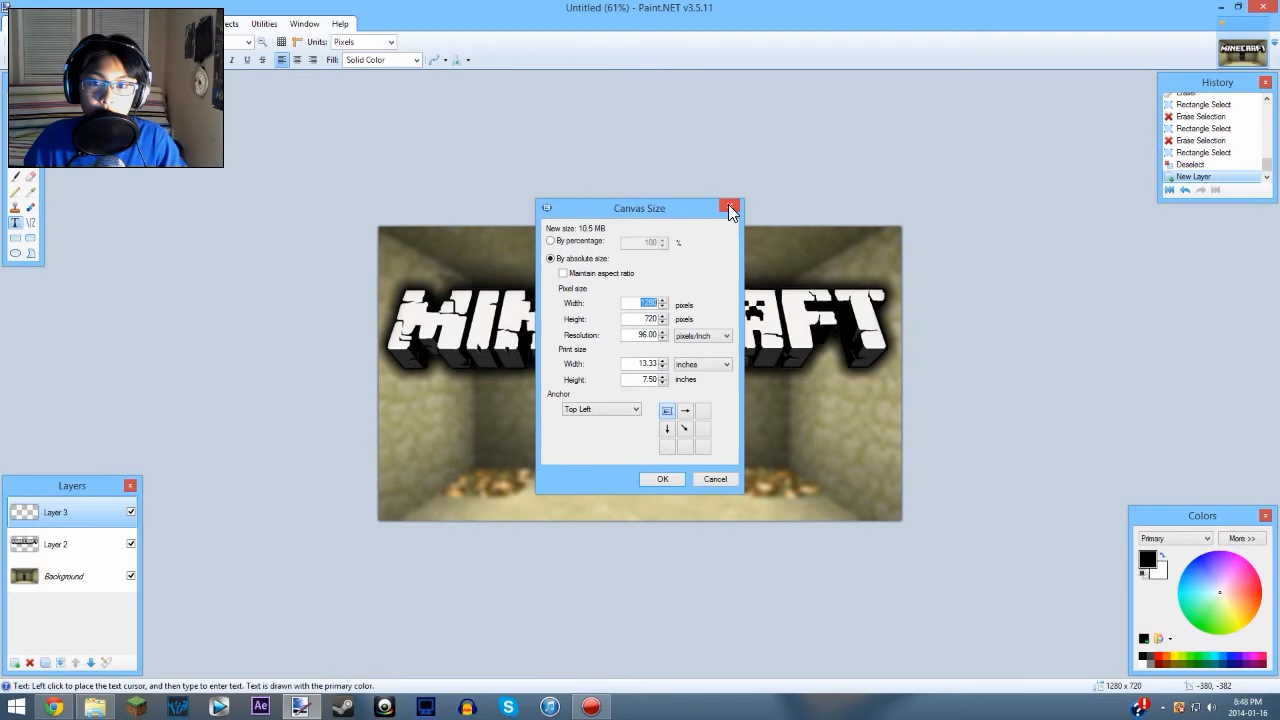 Untitled (61%) - Paint.NET v3.5.11
Utilities
Window
Help
Units:
Pixels
Fill:
Solid Color
MINECRAFT
History
Rectangle Select
Erase Selection
Rectangle Select
Erase Selection
Rectangle Select
Deselect
New Layer
Canvas Size
New size: 10.5 MB
By percentage:
100
%
By absolute size:
Maintain aspect ratio
Pixel size
Width:
1280
pixels
Height:
720
pixels
Resolution:
96.00
pixels/inch
Print size
Width:
13.33
inches
Height:
7.50
inches
Anchor
Top Left
OK
Cancel
Layers
Layer 3
Layer 2
Background
Colors
Primary
More >>
Text: Left click to place the text cursor, and then type to enter text. Text is drawn with the primary color.
1280 x 720
-380, -382
Ae
8:48 PM
2014-01-16